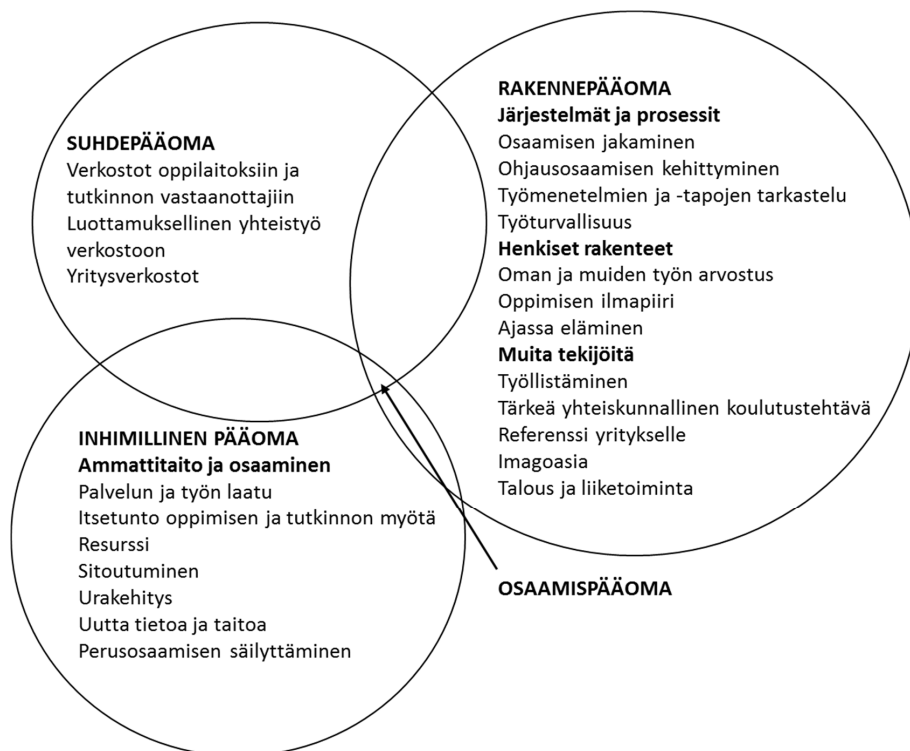 SUHDEPÄÄOMA
Verkostot oppilaitoksiin ja
tutkinnon vastaanottajiin
Luottamuksellinen yhteistyö
verkostoon
Yritysverkostot
RAKENNEPÄÄOMA
Järjestelmät ja prosessit
Osaamisen jakaminen
Ohjausosaamisen kehittyminen
Työmenetelmien ja -tapojen tarkastelu
Työturvallisuus
Henkiset rakenteet
Oman ja muiden työn arvostus
Oppimisen ilmapiiri
Ajassa eläminen
Muita tekijöitä
Työllistäminen
Tärkeä yhteiskunnallinen koulutustehtävä
Referenssi yritykselle
Imagoasia
Talous ja liiketoiminta
INHIMILLINEN PÄÄOMA
Ammattitaito ja osaaminen
Palvelun ja työn laatu
Itsetunto oppimisen ja tutkinnon myötä
Resurssi
Sitoutuminen
Urakehitys
Uutta tietoa ja taitoa
Perusosaamisen säilyttäminen
OSAAMISPÄÄOMA